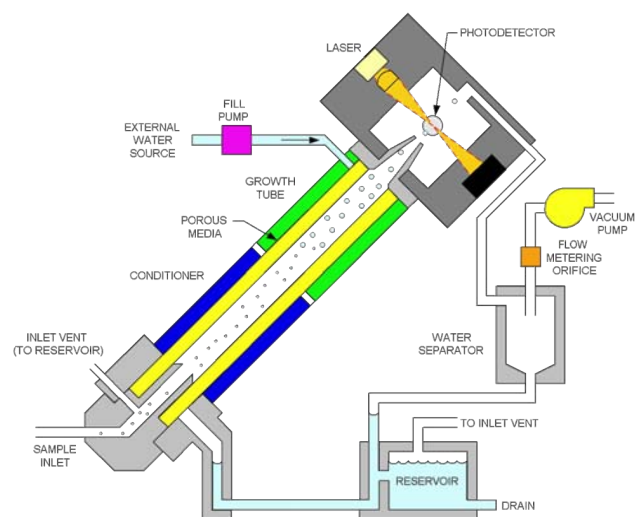 PHOTODETECTOR
LASER
FILL
PUMP
EXTERNAL
WATER
SOURCE
GROWTH
TUBE
POROUS
MEDIA
CONDITIONER
VACUUM
PUMP
FLOW
METERING
ORIFICE
INLET VENT
(TO RESERVOIR)
WATER
SEPARATOR
TO INLET VENT
SAMPLE
INLET
RESERVOIR
DRAIN